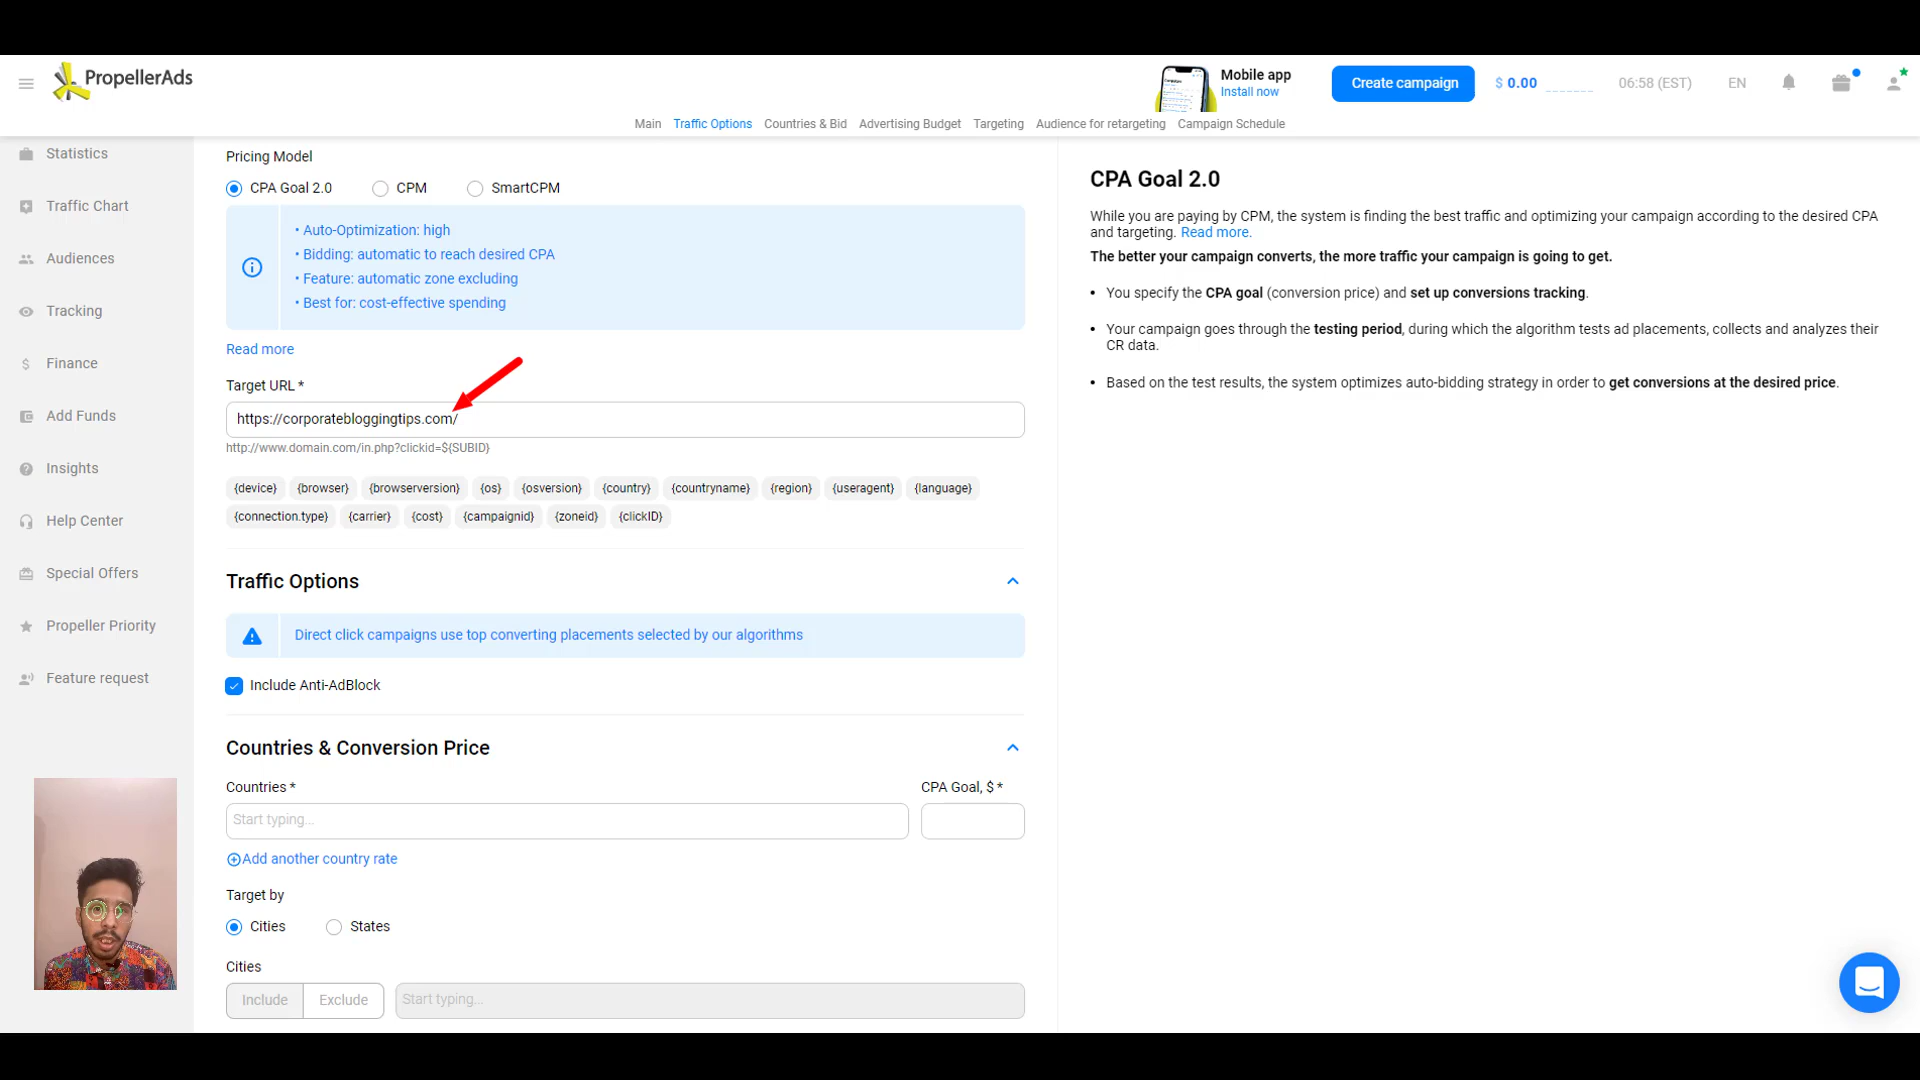 PropellerAds
Mobile app
Install now
Create campaign
$ 0.00
06:58 (EST)
EN
Main
Traffic Options
Countries & Bid
Advertising Budget
Targeting
Audience for retargeting
Campaign Schedule
Statistics
Traffic Chart
Audiences
Tracking
Finance
Add Funds
Insights
Help Center
Special Offers
Propeller Priority
Feature request
Pricing Model
CPA Goal 2.0
CPM
SmartCPM
• Auto-Optimization: high
• Bidding: automatic to reach desired CPA
• Feature: automatic zone excluding
• Best for: cost-effective spending
Read more
Target URL *
https://corporatebloggingtips.com/
http://www.domain.com/in.php?clickid=${SUBID}
{device} {browser} {browserversion} {os} {osversion} {country} {countryname} {region} {useragent} {language}
{connection.type} {carrier} {cost} {campaignid} {zoneid} {clickID}
Traffic Options
Direct click campaigns use top converting placements selected by our algorithms
Include Anti-AdBlock
Countries & Conversion Price
Countries *
CPA Goal, $ *
Start typing...
Add another country rate
Target by
Cities
States
Cities
Include
Exclude
Start typing...
CPA Goal 2.0
While you are paying by CPM, the system is finding the best traffic and optimizing your campaign according to the desired CPA
and targeting. Read more.
The better your campaign converts, the more traffic your campaign is going to get.
• You specify the CPA goal (conversion price) and set up conversions tracking.
• Your campaign goes through the testing period, during which the algorithm tests ad placements, collects and analyzes their
CR data.
• Based on the test results, the system optimizes auto-bidding strategy in order to get conversions at the desired price.